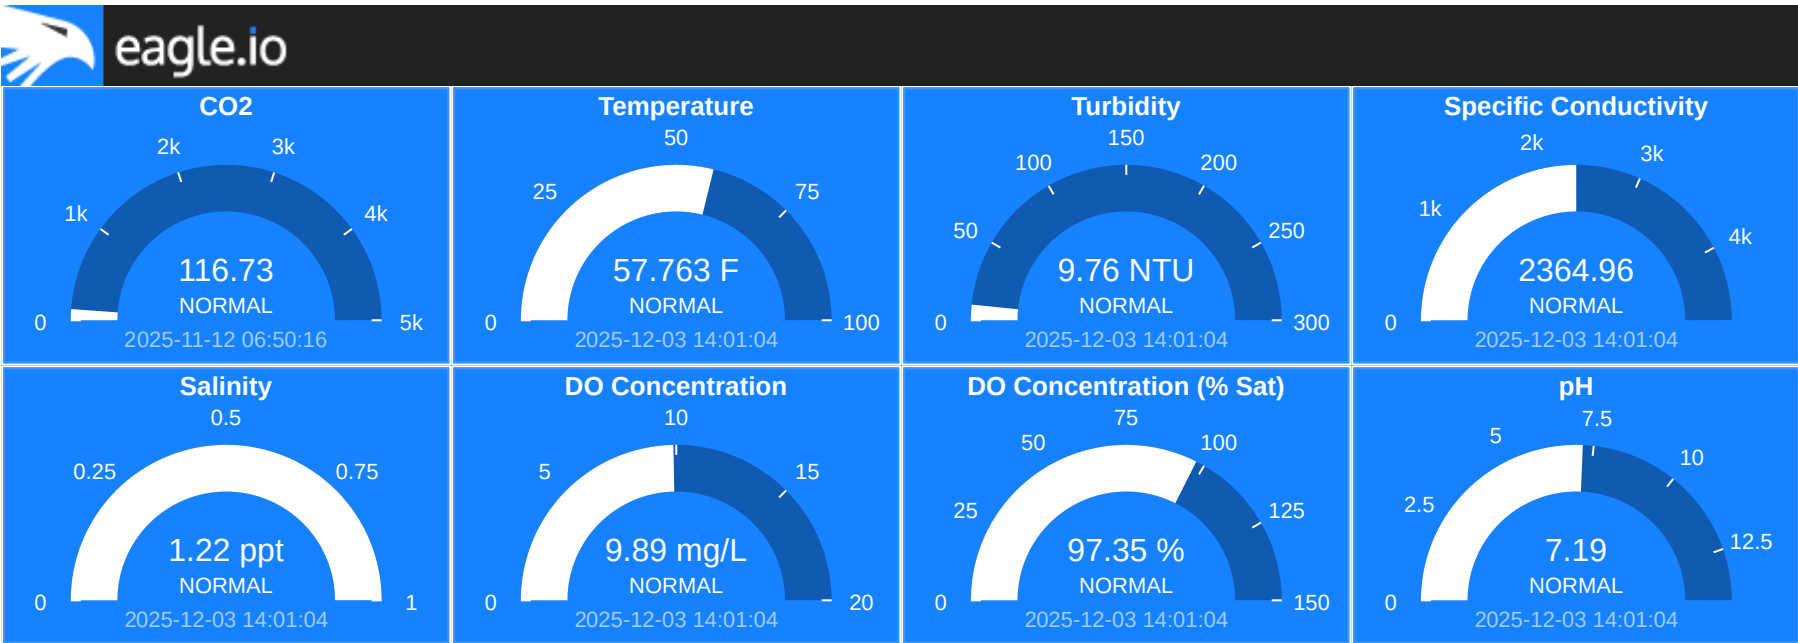 eagle.io
CO2
0
1k
2k
3k
4k
5k
116.73
NORMAL
2025-11-12 06:50:16
Temperature
0
25
50
75
100
57.763 F
NORMAL
2025-12-03 14:01:04
Turbidity
0
50
100
150
200
250
300
9.76 NTU
NORMAL
2025-12-03 14:01:04
Specific Conductivity
0
1k
2k
3k
4k
2364.96
NORMAL
2025-12-03 14:01:04
Salinity
0
0.25
0.5
0.75
1
1.22 ppt
NORMAL
2025-12-03 14:01:04
DO Concentration
0
5
10
15
20
9.89 mg/L
NORMAL
2025-12-03 14:01:04
DO Concentration (% Sat)
0
25
50
75
100
125
150
97.35 %
NORMAL
2025-12-03 14:01:04
pH
0
2.5
5
7.5
10
12.5
7.19
NORMAL
2025-12-03 14:01:04